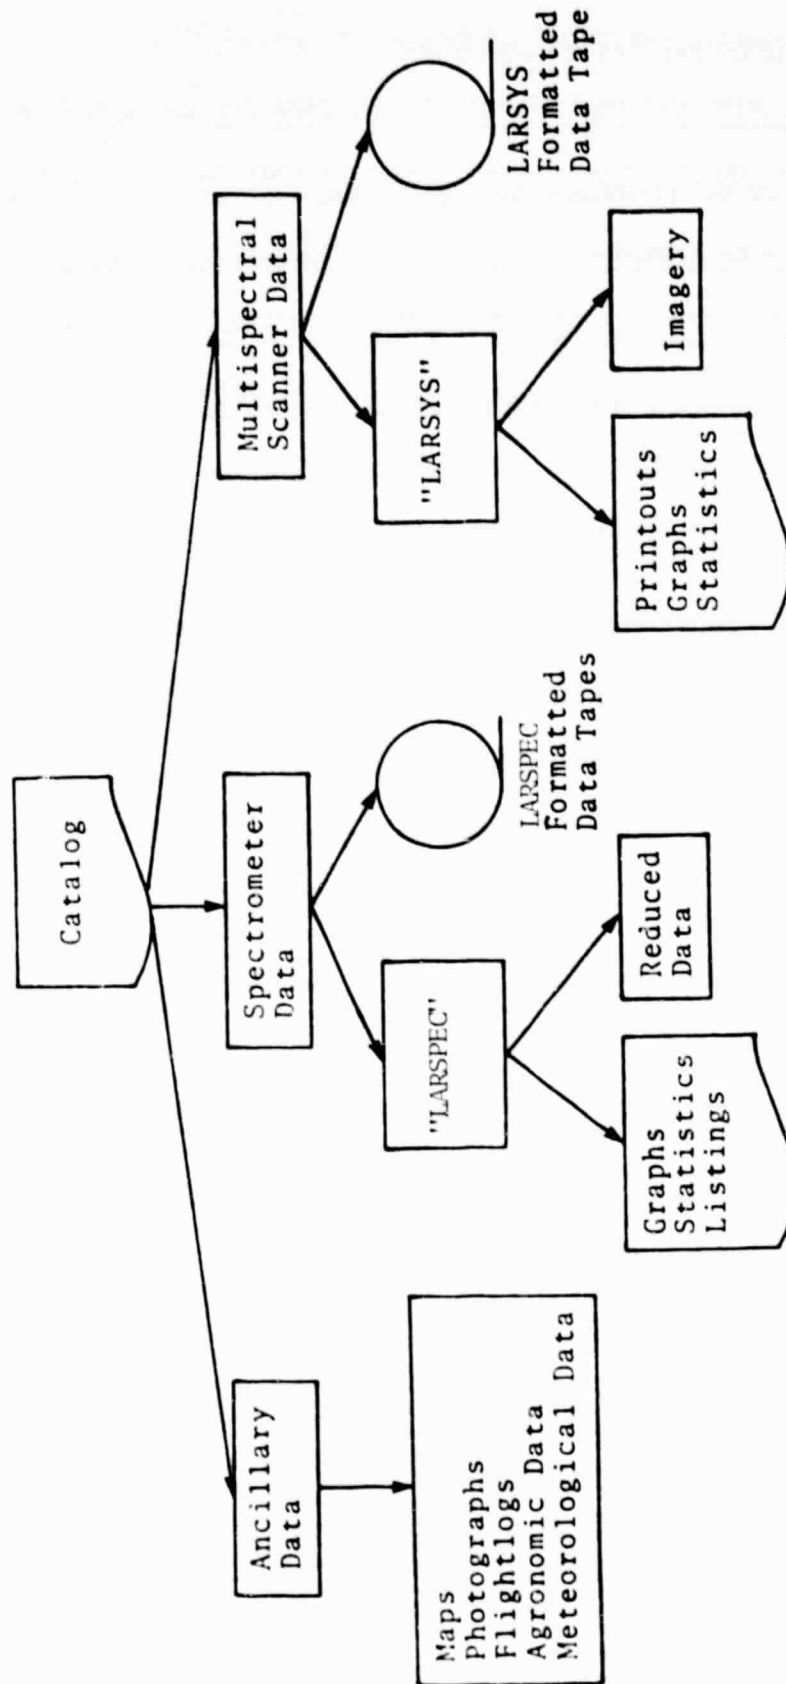 Catalog
Ancillary
Data
Spectrometer
Data
Multispectral
Scanner Data
Maps
Photographs
Flightlogs
Agronomic Data
Meteorological Data
"LARSPEC"
LARSPEC
Formatted
Data Tapes
"LARSYS"
LARSYS
Formatted
Data Tape
Graphs
Statistics
Listings
Reduced
Data
Printouts
Graphs
Statistics
Imagery